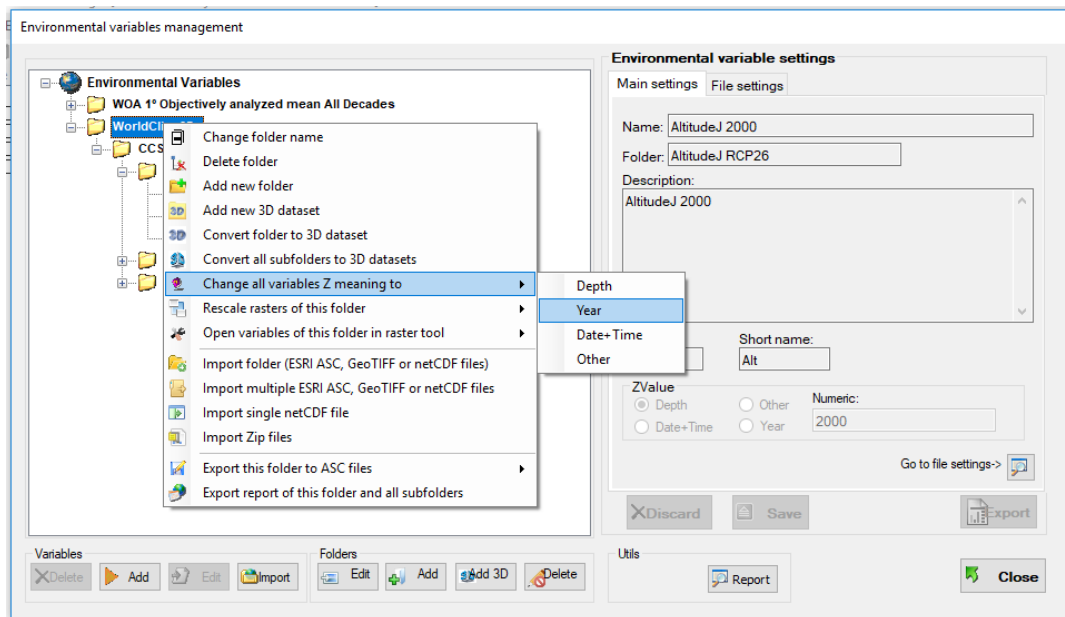 Environmental variables management
Environmental Variables
WOA 1º Objectively analyzed mean All Decades
CCS
Change folder name
Delete folder
Add new folder
3D Add new 3D dataset
3D Convert folder to 3D dataset
Convert all subfolders to 3D datasets
Change all variables Z meaning to
Rescale rasters of this folder
Open variables of this folder in raster tool
Import folder (ESRI ASC, GeoTIFF or netCDF files)
Import multiple ESRI ASC, GeoTIFF or netCDF files
Import single netCDF file
Import Zip files
Export this folder to ASC files
Export report of this folder and all subfolders
Depth
Year
Date+Time
Other
Environmental variable settings
Main settings File settings
Name: AltitudeJ 2000
Folder: AltitudeJ RCP26
Description:
AltitudeJ 2000
Short name:
Alt
ZValue
Depth Other Numeric:
Date+Time Year 2000
Go to file settings->
Discard Save Export
Variables
Delete Add Edit Import
Folders
Edit Add Add 3D Delete
Utils
Report
Close